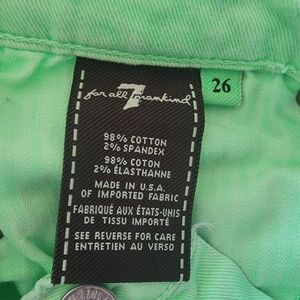 7
for all mankind
26
98% COTTON
2% SPANDEX
98% COTON
2% ÉLASTHANNE
MADE IN U.S.A.
OF IMPORTED FABRIC
FABRIQUÉ AUX ÉTATS-UNIS
DE TISSU IMPORTÉ
SEE REVERSE FOR CARE
ENTRETIEN AU VERSO